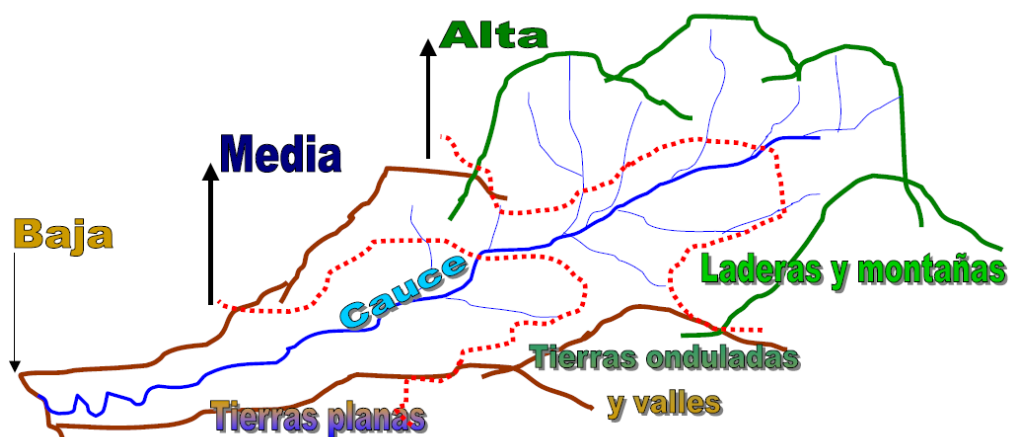 Alta
Media
Baja
Cauce
Laderas y montañas
Tierras onduladas
y valles
Tierras planas